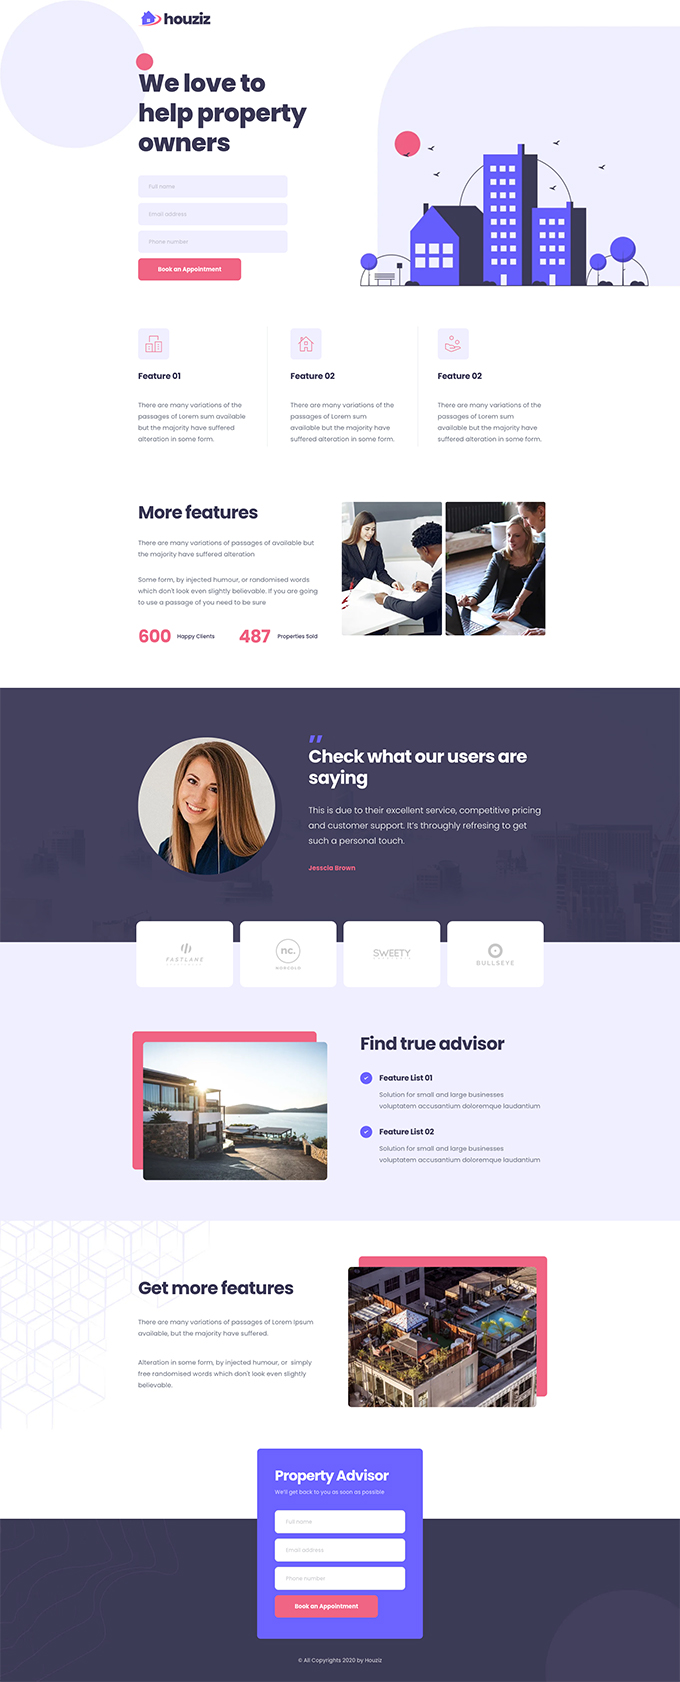 houziz
We love to
help property
owners
Full name
Email address
Phone number
Book an Appointment
Feature 01
There are many variations of the
passages of Lorem sum available
but the majority have suffered
alteration in some form.
Feature 02
There are many variations of the
passages of Lorem sum
available but the majority have
suffered alteration in some form.
Feature 02
There are many variations of the
passages of Lorem sum
available but the majority have
suffered alteration in some form.
More features
There are many variations of passages of available but
the majority have suffered alteration
Some form, by injected humour, or randomised words
which don't look even slightly believable. If you are going
to use a passage of you need to be sure
600 Happy Clients
487 Properties Sold
Check what our users are
saying
This is due to their excellent service, competitive pricing
and customer support. It's throughly refresing to get
such a personal touch.
Jesscia Brown
FASTLANE
nc.
NORCOLD
SWEETY
BULLSEYE
Find true advisor
Feature List 01
Solution for small and large businesses
voluptatem accusantium doloremque laudantium
Feature List 02
Solution for small and large businesses
voluptatem accusantium doloremque laudantium
Get more features
There are many variations of passages of Lorem Ipsum
available, but the majority have suffered.
Alteration in some form, by injected humour, or simply
free randomised words which don't look even slightly
believable.
Property Advisor
We'll get back to you as soon as possible
Full name
Email address
Phone number
Book an Appointment
© All Copyrights 2020 by Houziz